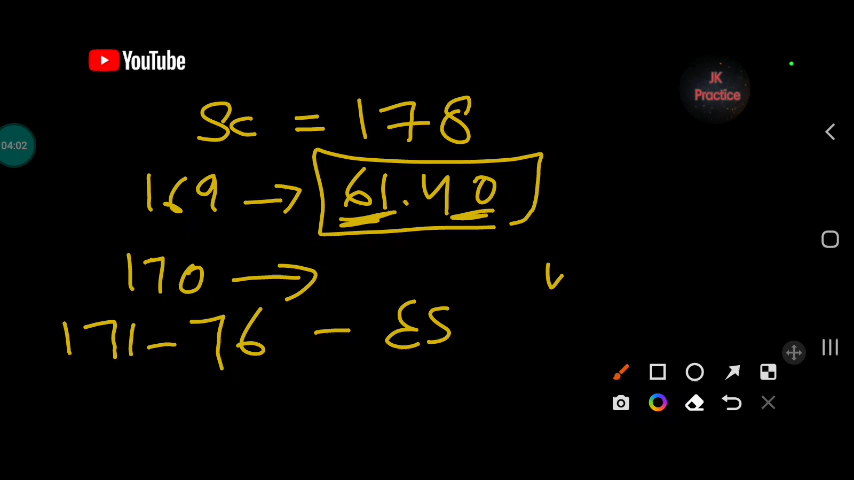 YouTube
JK
Practice
04:02
Sc = 178
169 → 61.40
170 →
171-76 - ES